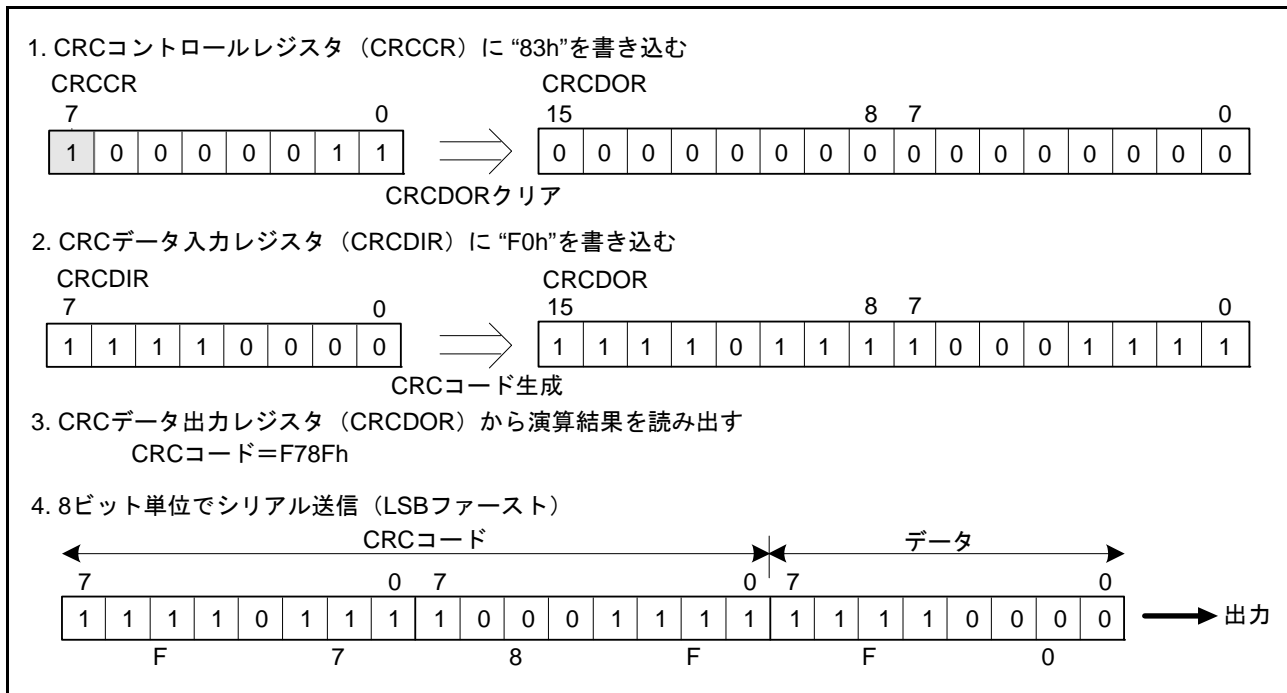 1. CRCコントロールレジスタ（CRCCR）に “83h”を書き込む
CRCCR CRCDOR
7 0 15 8 7 0
1 0 0 0 0 0 1 1 0 0 0 0 0 0 0 0 0 0 0 0 0 0 0 0
CRCDORクリア
2. CRCデータ入力レジスタ（CRCDIR）に “F0h”を書き込む
CRCDIR CRCDOR
7 0 15 8 7 0
1 1 1 1 0 0 0 0 1 1 1 1 0 1 1 1 1 0 0 0 1 1 1 1
CRCコード生成
3. CRCデータ出力レジスタ（CRCDOR）から演算結果を読み出す
CRCコード＝F78Fh
4. 8ビット単位でシリアル送信（LSBファースト）
CRCコード データ
7 0 7 0 7 0
1 1 1 1 0 1 1 1 1 0 0 0 1 1 1 1 1 1 1 1 0 0 0 0 出力
F 7 8 F F 0